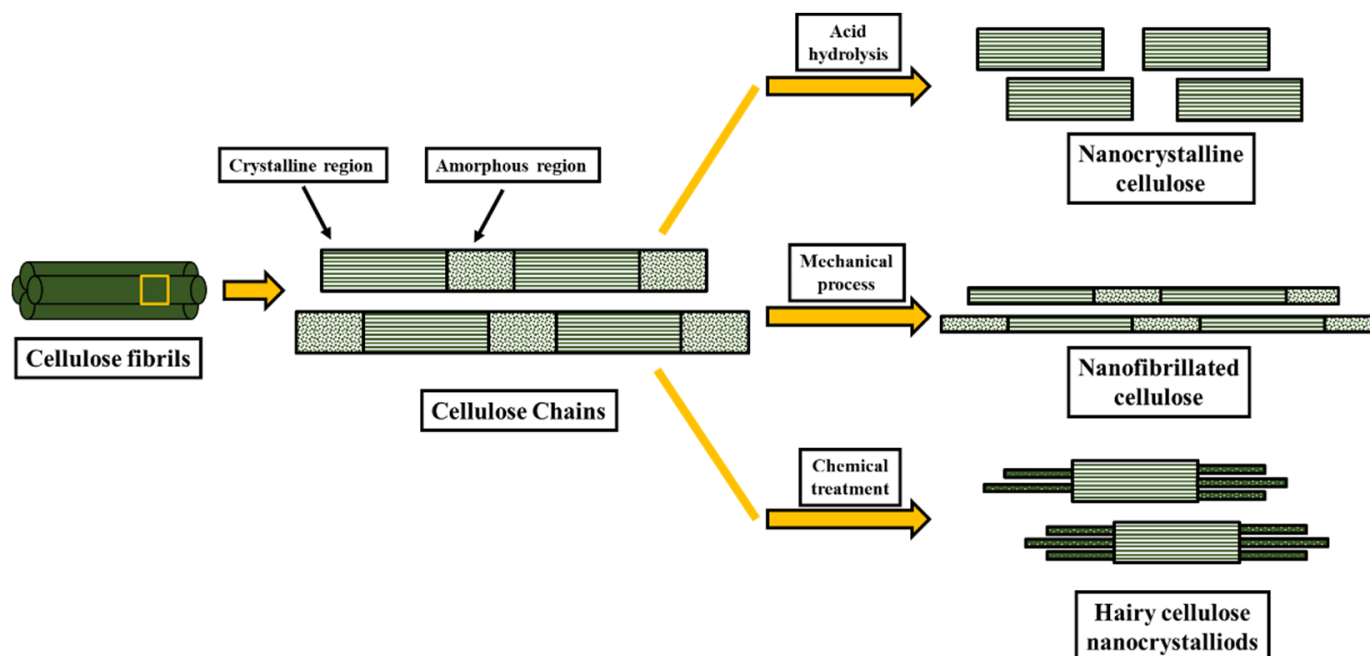 Acid
hydrolysis
Nanocrystalline
cellulose
Crystalline region
Amorphous region
Cellulose fibrils
Cellulose Chains
Mechanical
process
Nanofibrillated
cellulose
Chemical
treatment
Hairy cellulose
nanocrystalliods